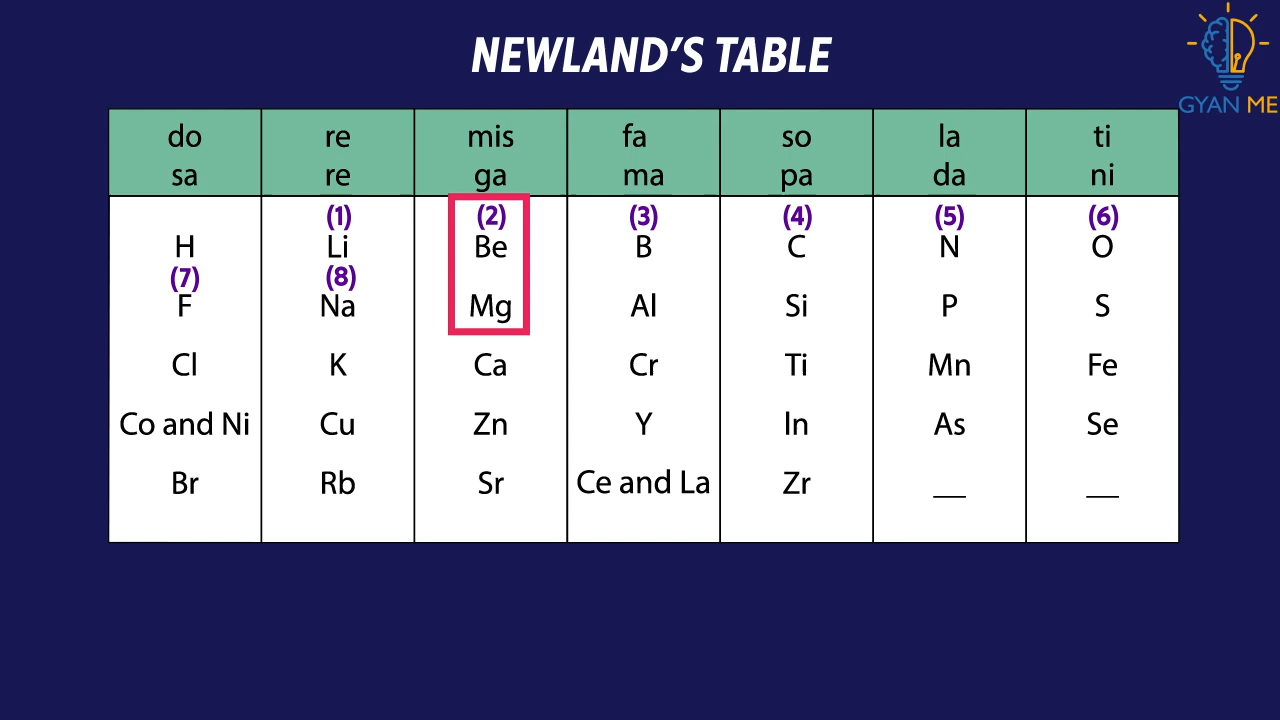 NEWLAND'S TABLE
GYAN ME
do re mis fa so la ti
sa re ga ma pa da ni
(1) (2) (3) (4) (5) (6)
H Li Be B C N O
(7) (8)
F Na Mg Al Si P S
Cl K Ca Cr Ti Mn Fe
Co and Ni Cu Zn Y In As Se
Br Rb Sr Ce and La Zr __ __